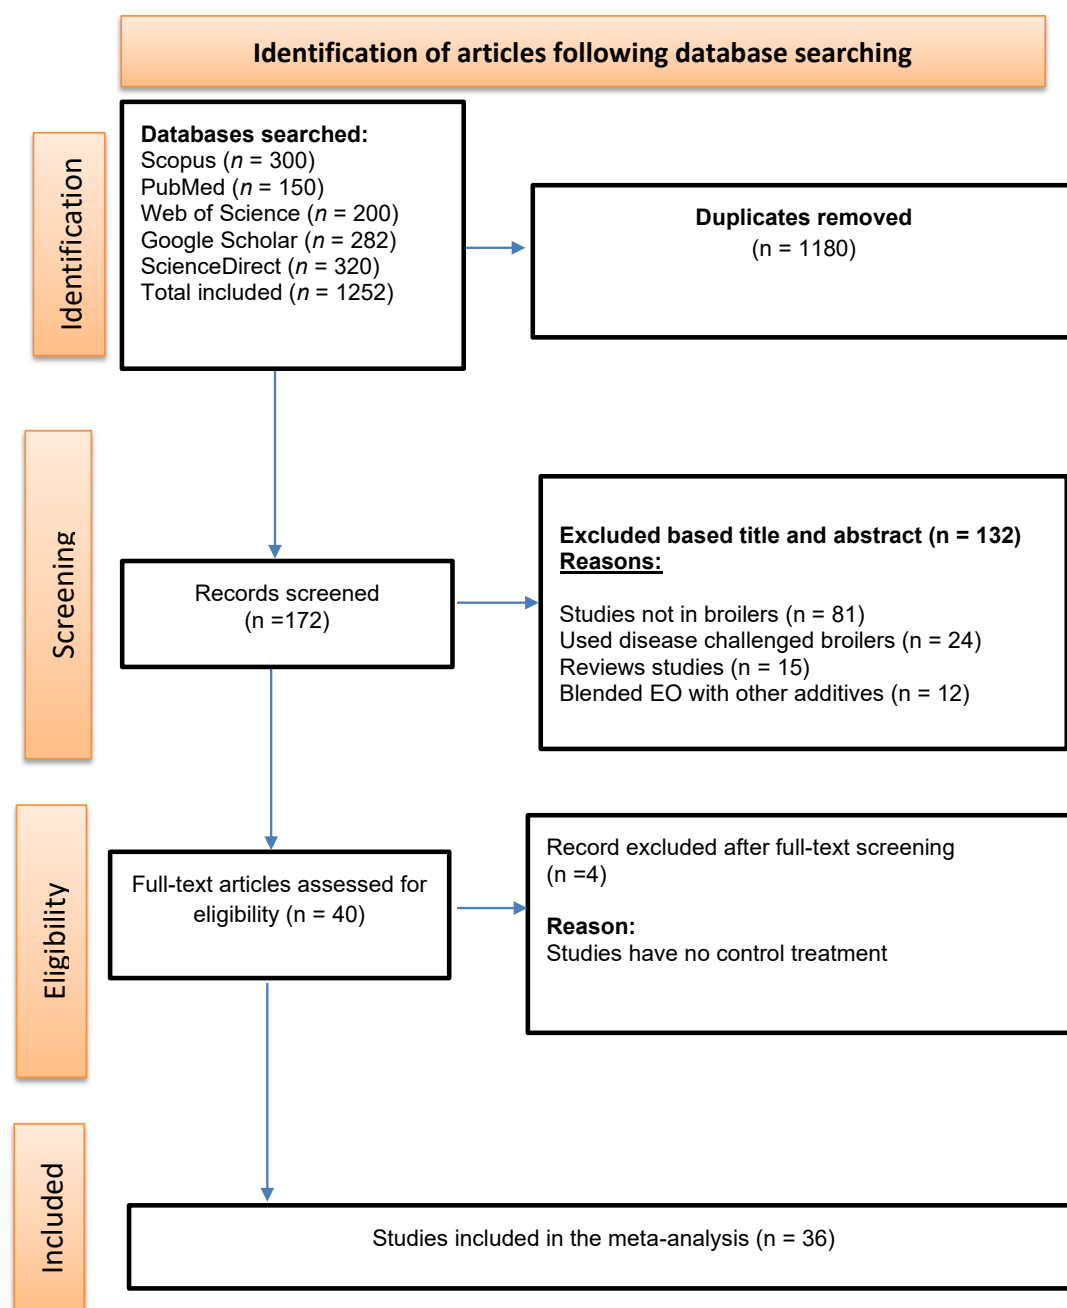 Identification of articles following database searching
Identification
Databases searched:
Scopus (n = 300)
PubMed (n = 150)
Web of Science (n = 200)
Google Scholar (n = 282)
ScienceDirect (n = 320)
Total included (n = 1252)
Duplicates removed
(n = 1180)
Screening
Records screened
(n =172)
Excluded based title and abstract (n = 132)
Reasons:
Studies not in broilers (n = 81)
Used disease challenged broilers (n = 24)
Reviews studies (n = 15)
Blended EO with other additives (n = 12)
Eligibility
Full-text articles assessed for
eligibility (n = 40)
Record excluded after full-text screening
(n =4)
Reason:
Studies have no control treatment
Included
Studies included in the meta-analysis (n = 36)